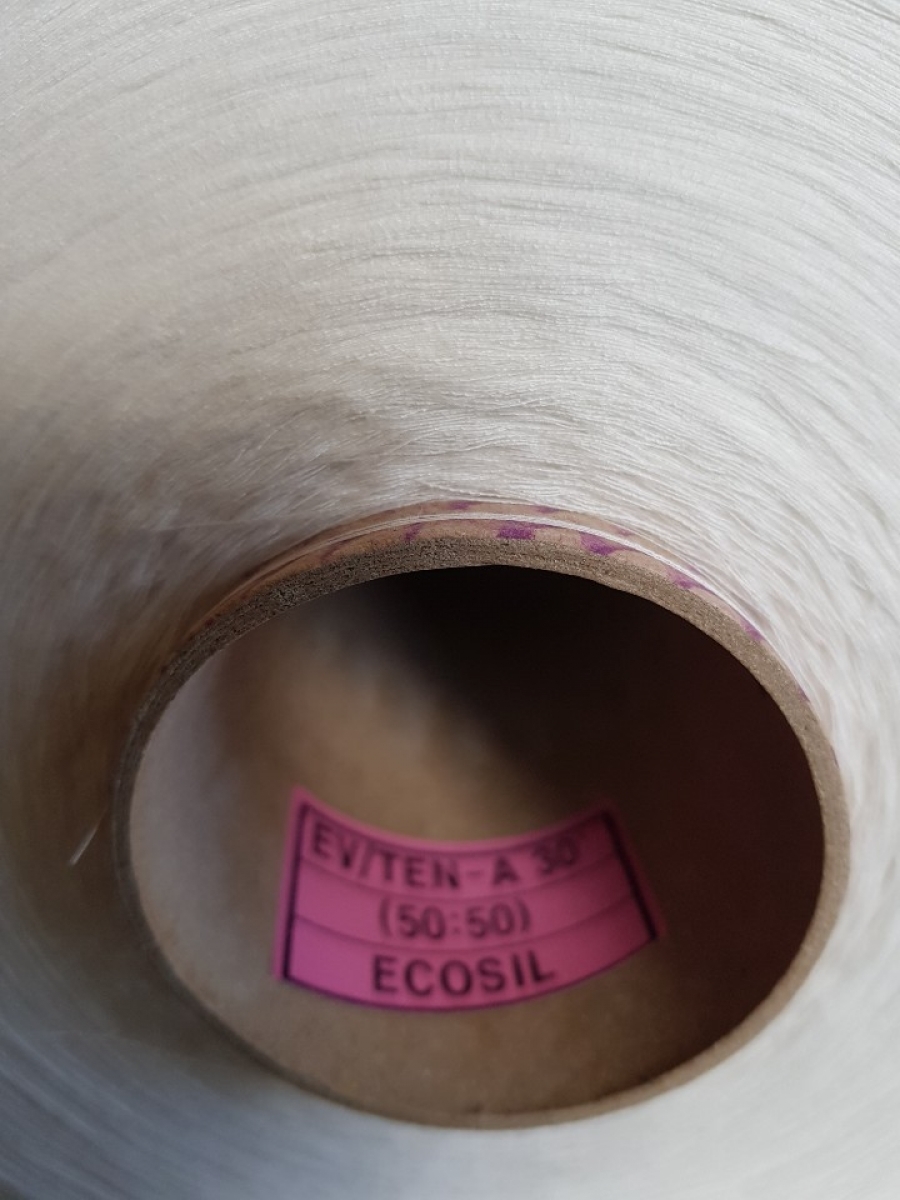 EV/TEN-A 30'
(50:50)
ECOSIL